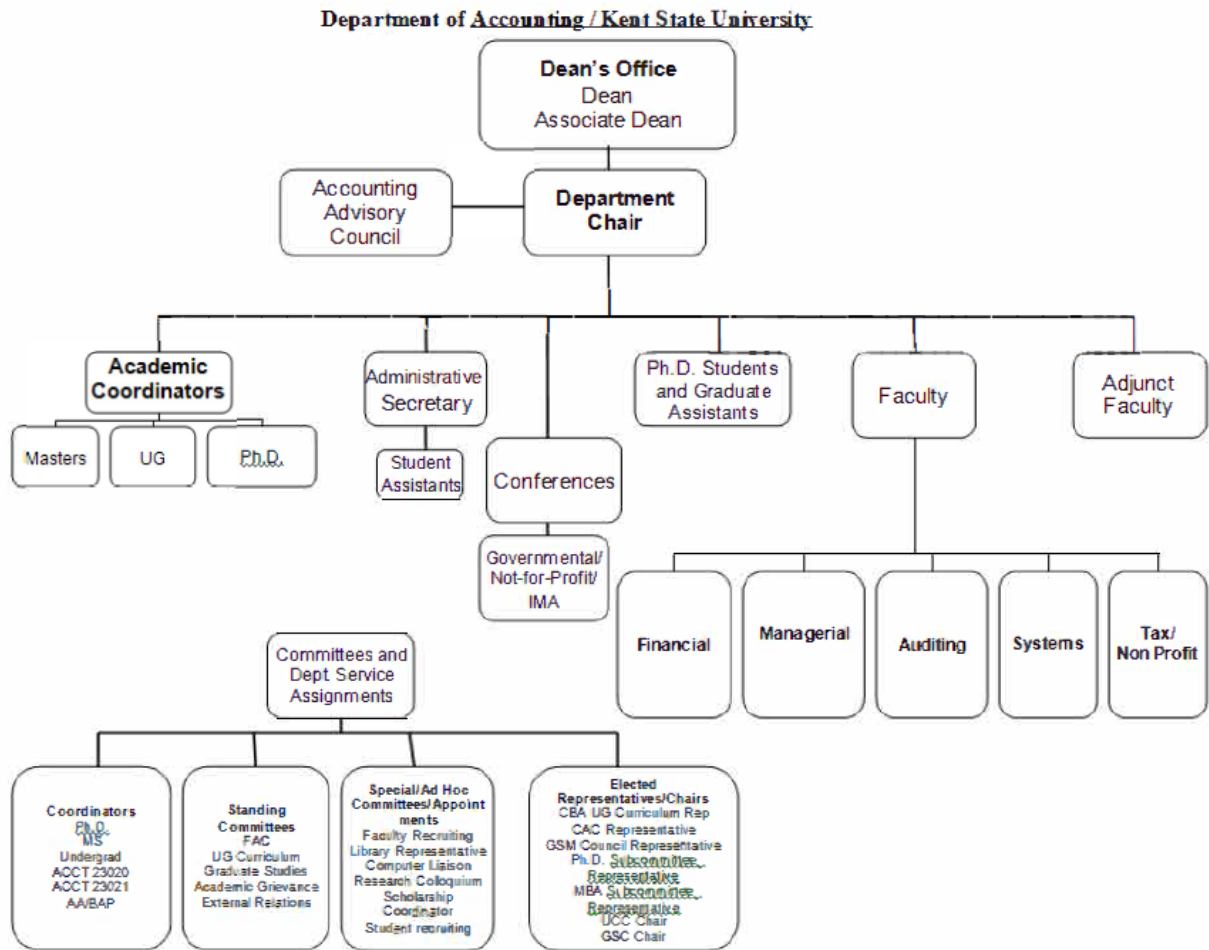 Department of Accounting / Kent State University
Dean's Office
Dean
Associate Dean
Accounting
Advisory
Council
Department
Chair
Academic
Coordinators
Administrative
Secretary
Ph.D. Students
and Graduate
Assistants
Faculty
Adjunct
Faculty
Masters
UG
Ph.D.
Student
Assistants
Conferences
Governmental/
Not-for-Profit/
IMA
Financial
Managerial
Auditing
Systems
Tax/
Non Profit
Committees and
Dept. Service
Assignments
Coordinators
Ph.D.
MS
Undergrad
ACCT 23020
ACCT 23021
AA/BAP
Standing
Committees
FAC
UG Curriculum
Graduate Studies
Academic Grievance
External Relations
Special/Ad Hoc
Committees/Appoint
ments
Faculty Recruiting
Library Representative
Computer Liaison
Research Colloquium
Scholarship
Coordinator
Student recruiting
Elected
Representatives/Chairs
CBA UG Curriculum Rep
CAC Representative
GSM Council Representative
Ph.D. Subcommittee
Representative
MBA Subcommittee
Representative
UCC Chair
GSC Chair